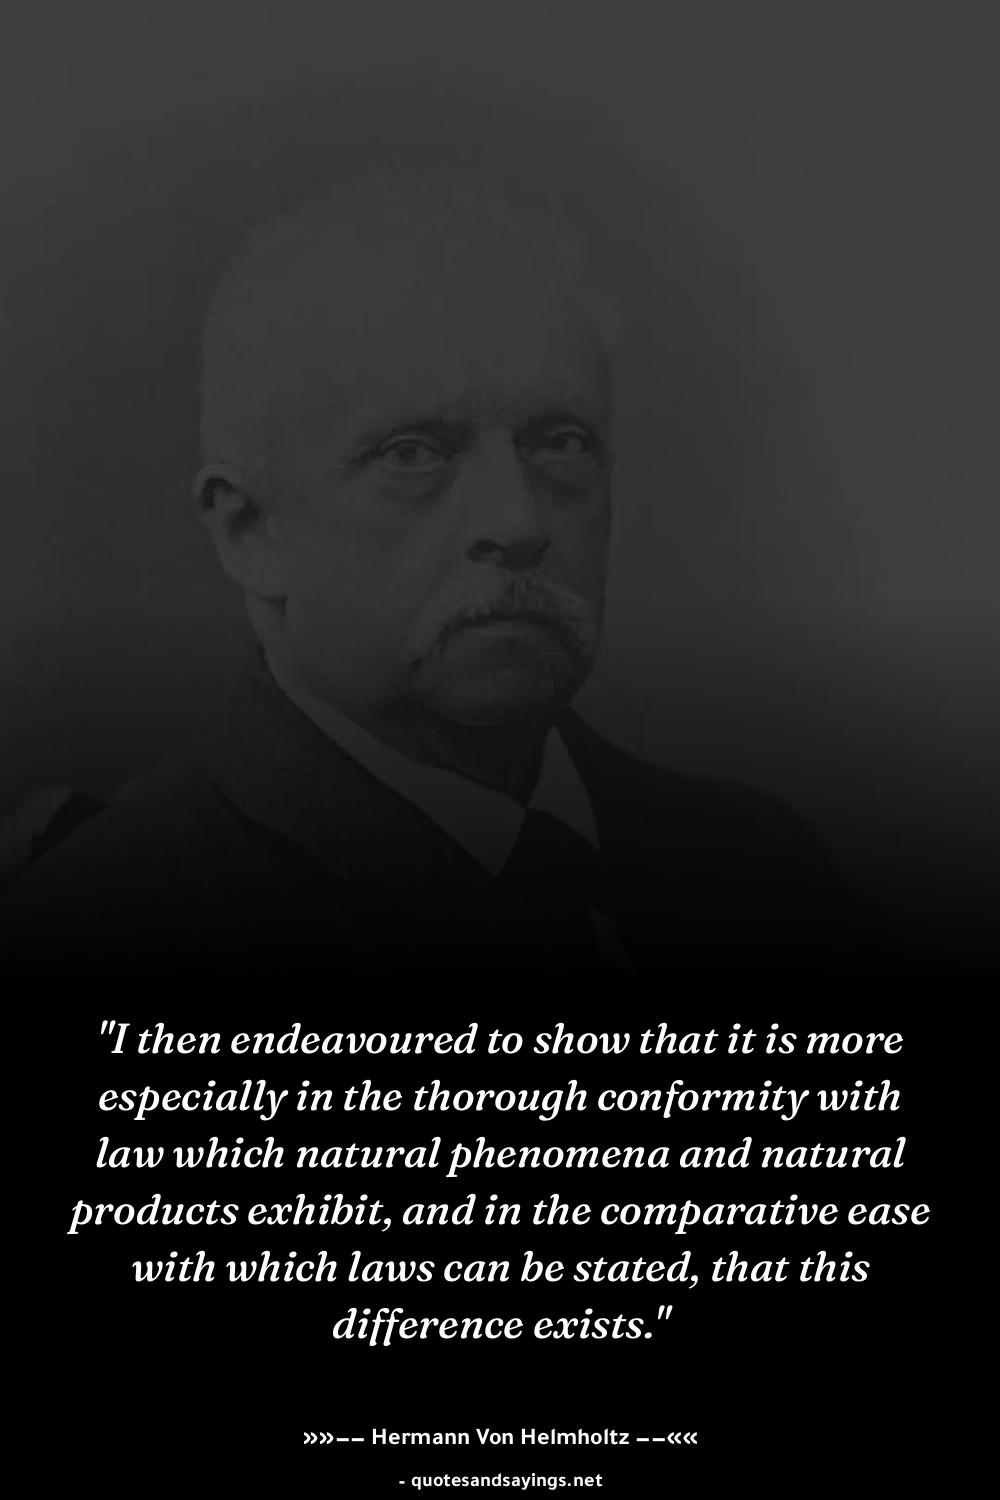 "I then endeavoured to show that it is more
especially in the thorough conformity with
law which natural phenomena and natural
products exhibit, and in the comparative ease
with which laws can be stated, that this
difference exists."
»»−− Hermann Von Helmholtz −−««
- quotesandsayings.net